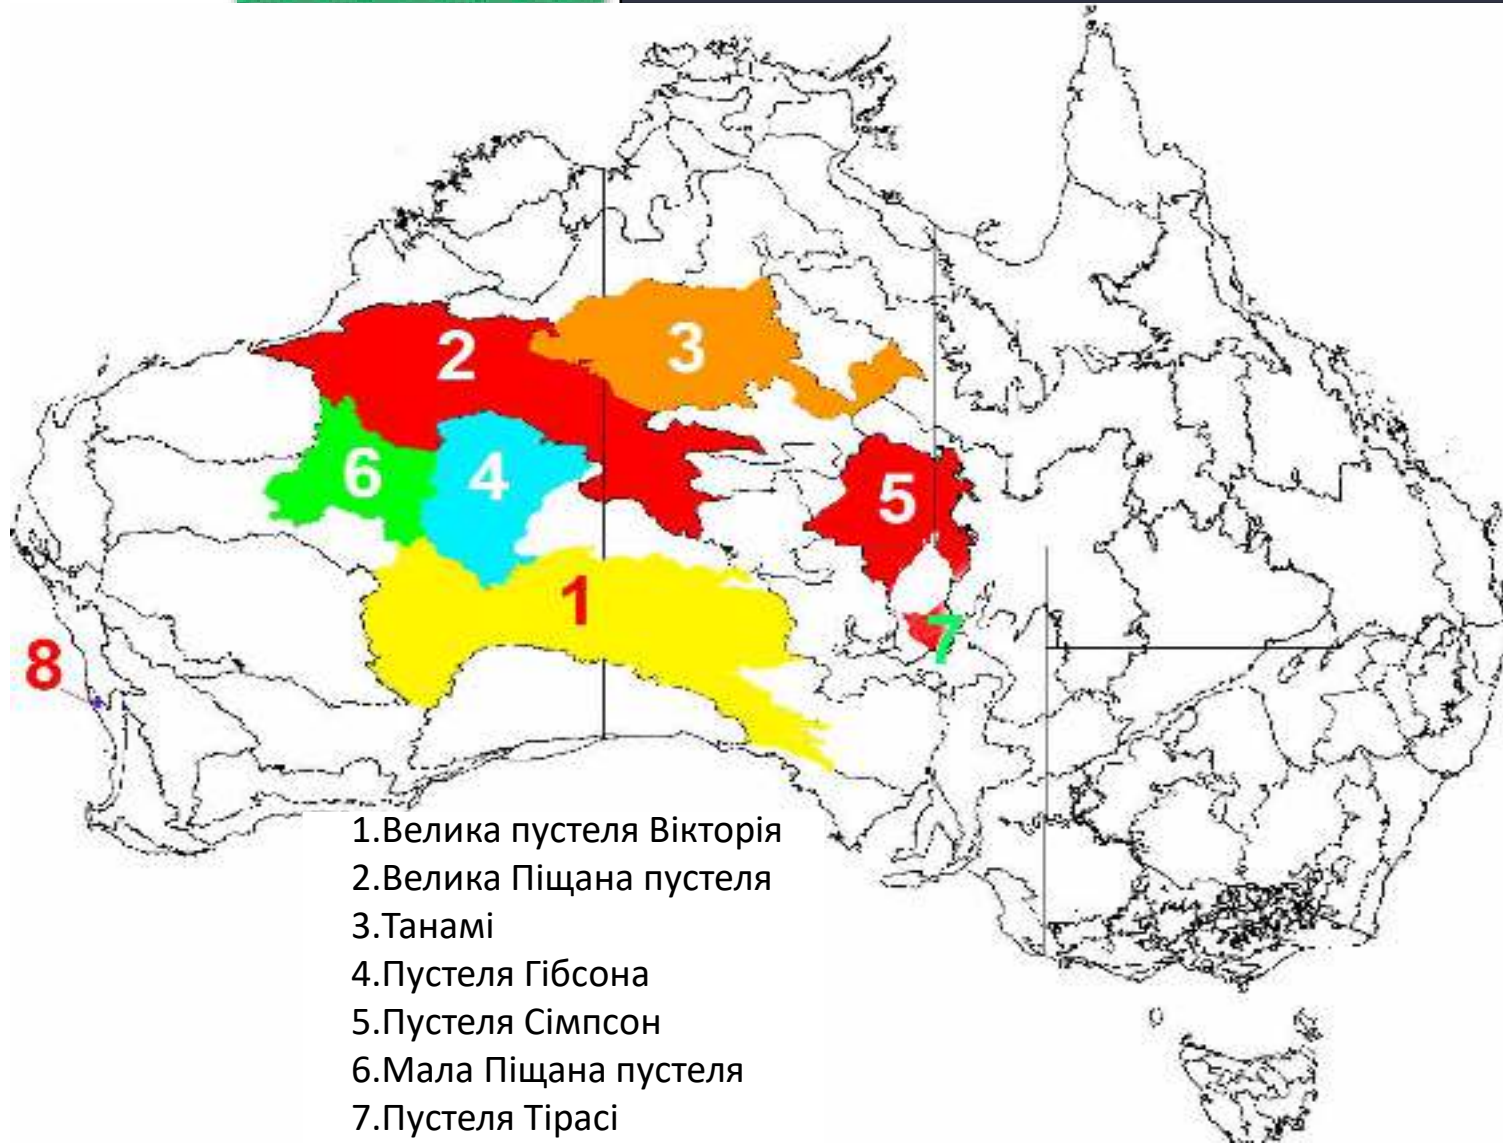 2
3
6
4
5
1
7
8
1.Велика пустеля Вікторія
2.Велика Піщана пустеля
3.Танамі
4.Пустеля Гібсона
5.Пустеля Сімпсон
6.Мала Піщана пустеля
7.Пустеля Тірасі